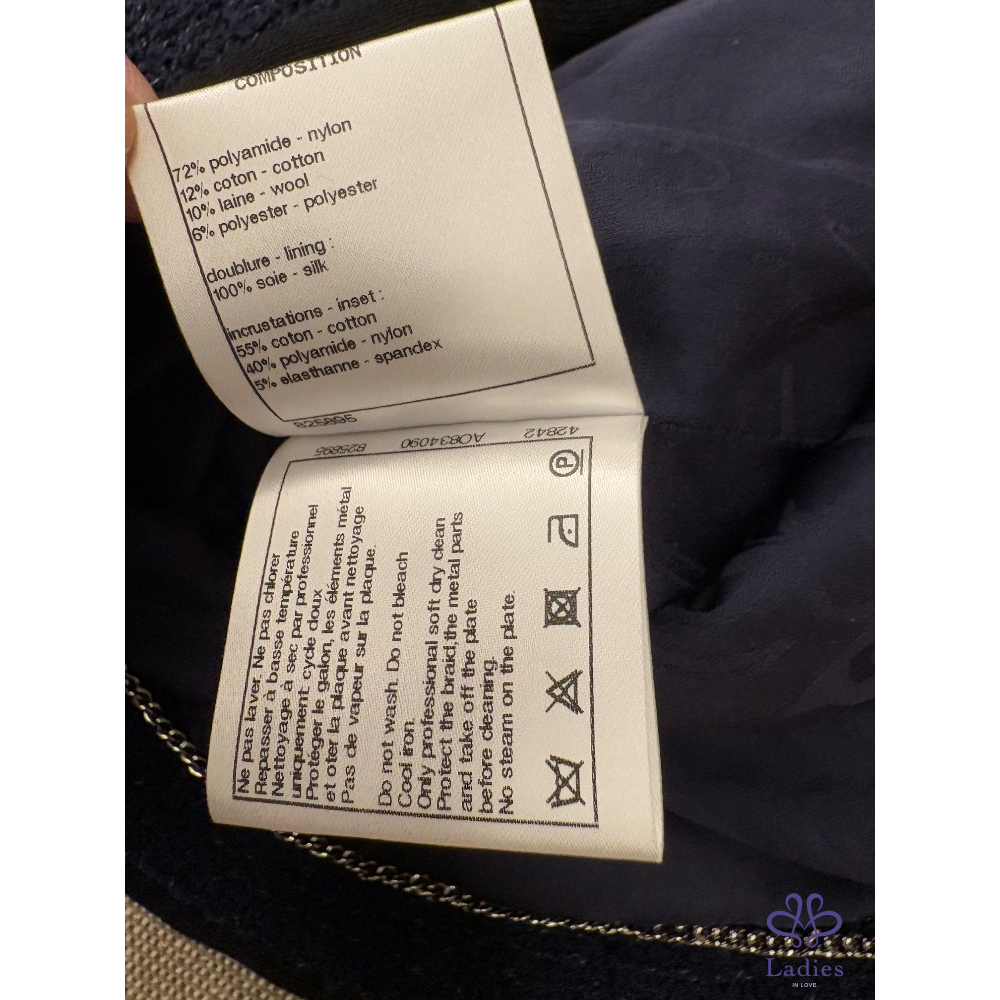 COMPOSITION
72% polyamide - nylon
12% coton - cotton
10% laine - wool
6% polyester - polyester
doublure - lining :
100% soie - silk
incrustations - inset :
55% coton - cotton
40% polyamide - nylon
5% elasthanne - spandex
825895
825895 AO834090 42842
Ne pas laver. Ne pas chlorer
Repasser à basse température
Nettoyage à sec par professionnel
uniquement, cycle doux
Protéger le galon, les éléments métal
et oter la plaque avant nettoyage
Pas de vapeur sur la plaque.
Do not wash. Do not bleach
Cool iron.
Only professional soft dry clean
Protect the braid,the metal parts
and take off the plate
before cleaning.
No steam on the plate.
P
Ladies
IN LOVE